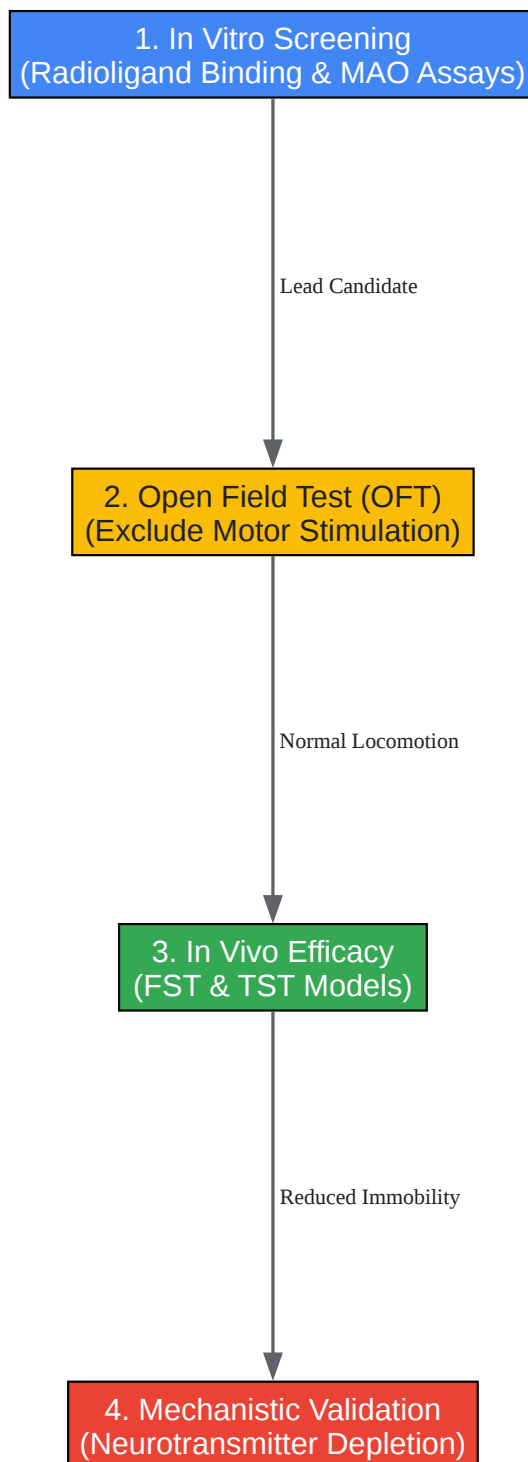 1. In Vitro Screening
(Radioligand Binding & MAO Assays)
Lead Candidate
2. Open Field Test (OFT)
(Exclude Motor Stimulation)
Normal Locomotion
3. In Vivo Efficacy
(FST & TST Models)
Reduced Immobility
4. Mechanistic Validation
(Neurotransmitter Depletion)